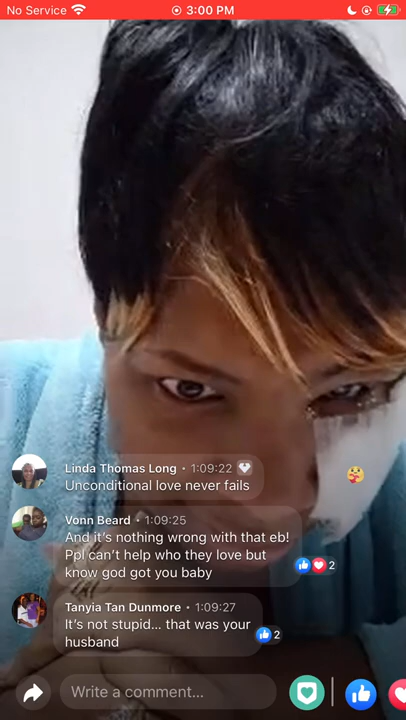 No Service 3:00 PM
Linda Thomas Long • 1:09:22
Unconditional love never fails
Vonn Beard • 1:09:25
And it's nothing wrong with that eb!
Ppl can't help who they love but
know god got you baby
2
Tanyia Tan Dunmore • 1:09:27
It's not stupid... that was your
husband
2
Write a comment...